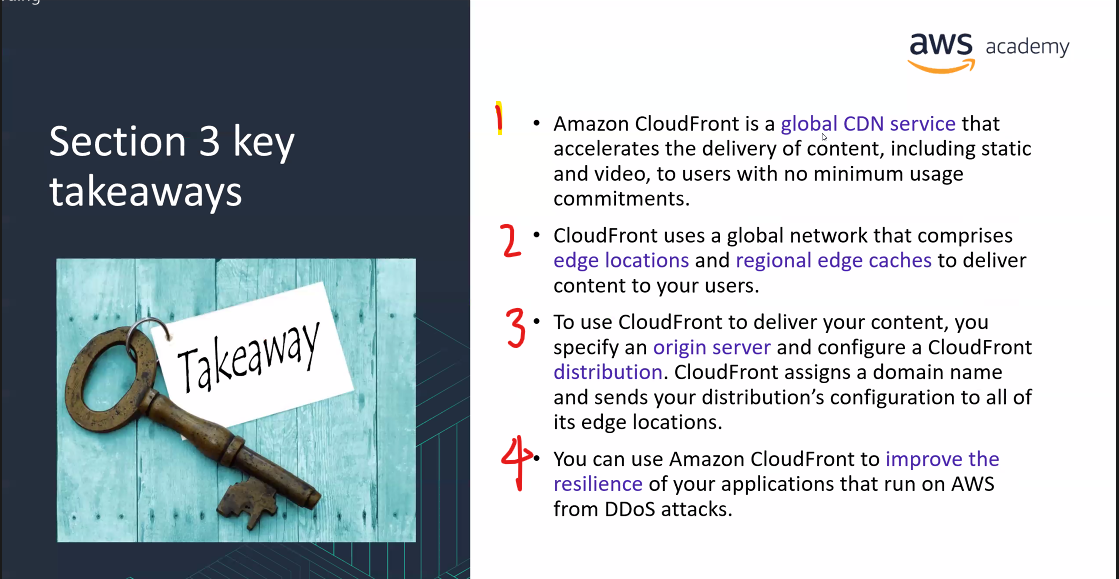 Section 3 key
takeaways
Takeaway
aws academy
1
• Amazon CloudFront is a global CDN service that
accelerates the delivery of content, including static
and video, to users with no minimum usage
commitments.
2
• CloudFront uses a global network that comprises
edge locations and regional edge caches to deliver
content to your users.
3
• To use CloudFront to deliver your content, you
specify an origin server and configure a CloudFront
distribution. CloudFront assigns a domain name
and sends your distribution’s configuration to all of
its edge locations.
4
• You can use Amazon CloudFront to improve the
resilience of your applications that run on AWS
from DDoS attacks.